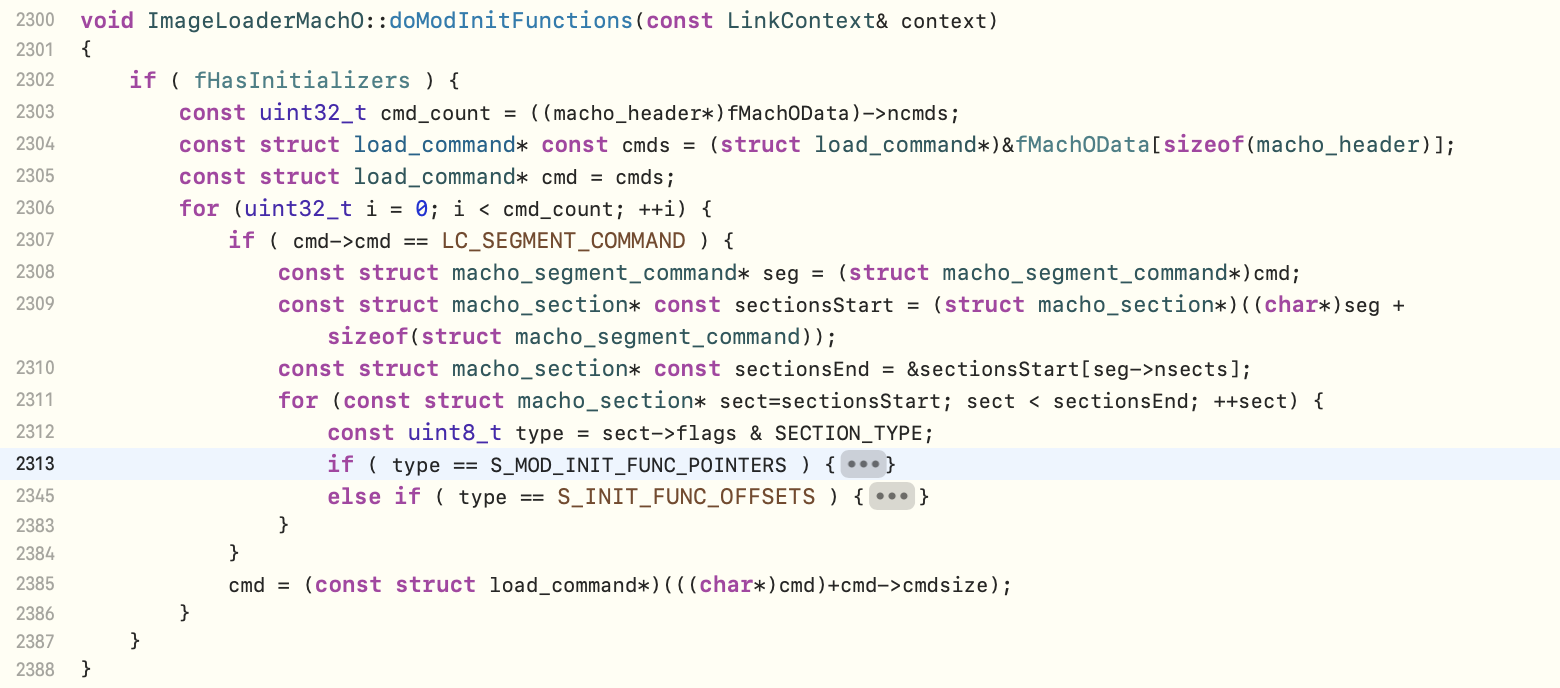 2300 void ImageLoaderMachO::doModInitFunctions(const LinkContext& context)
2301 {
2302     if ( fHasInitializers ) {
2303         const uint32_t cmd_count = ((macho_header*)fMachOData)->ncmds;
2304         const struct load_command* const cmds = (struct load_command*)&fMachOData[sizeof(macho_header)];
2305         const struct load_command* cmd = cmds;
2306         for (uint32_t i = 0; i < cmd_count; ++i) {
2307             if ( cmd->cmd == LC_SEGMENT_COMMAND ) {
2308                 const struct macho_segment_command* seg = (struct macho_segment_command*)cmd;
2309                 const struct macho_section* const sectionsStart = (struct macho_section*)((char*)seg +
                    sizeof(struct macho_segment_command));
2310                 const struct macho_section* const sectionsEnd = &sectionsStart[seg->nsects];
2311                 for (const struct macho_section* sect=sectionsStart; sect < sectionsEnd; ++sect) {
2312                     const uint8_t type = sect->flags & SECTION_TYPE;
2313                     if ( type == S_MOD_INIT_FUNC_POINTERS ) {•••}
2345                     else if ( type == S_INIT_FUNC_OFFSETS ) {•••}
2383                 }
2384             }
2385             cmd = (const struct load_command*)(((char*)cmd)+cmd->cmdsize);
2386         }
2387     }
2388 }